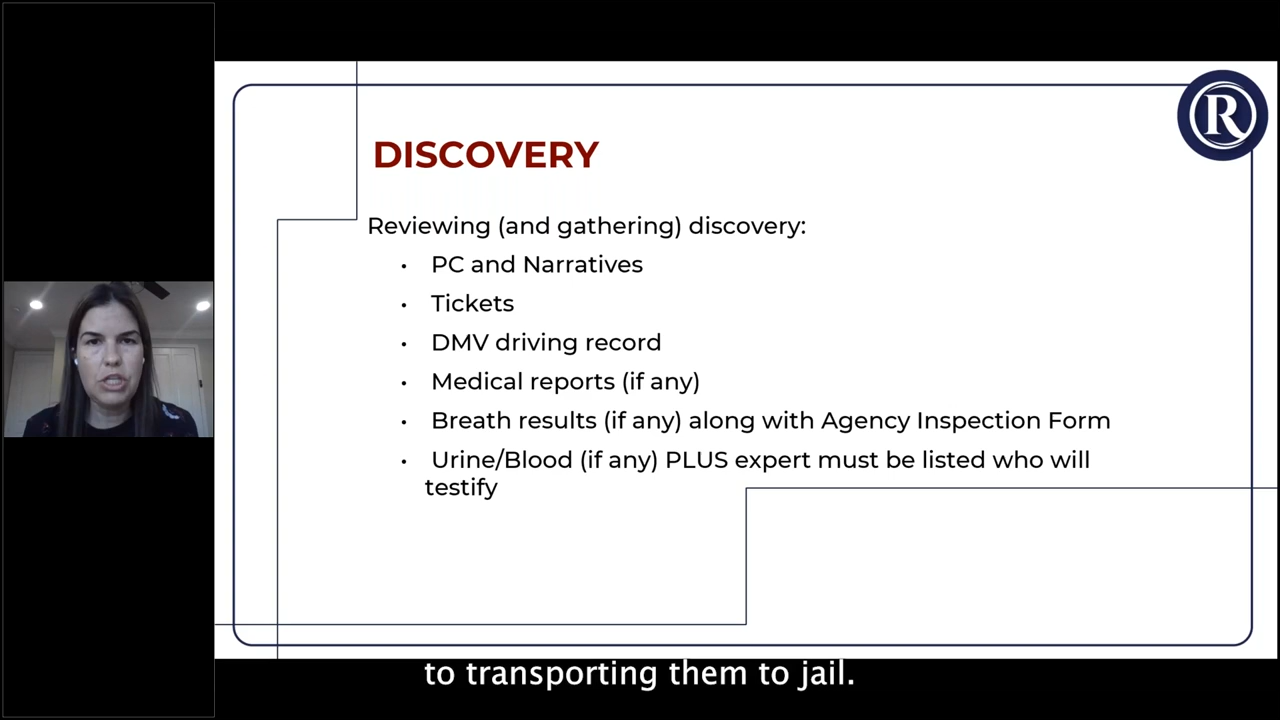 R
DISCOVERY
Reviewing (and gathering) discovery:
• PC and Narratives
• Tickets
• DMV driving record
• Medical reports (if any)
• Breath results (if any) along with Agency Inspection Form
• Urine/Blood (if any) PLUS expert must be listed who will
testify
to transporting them to jail.